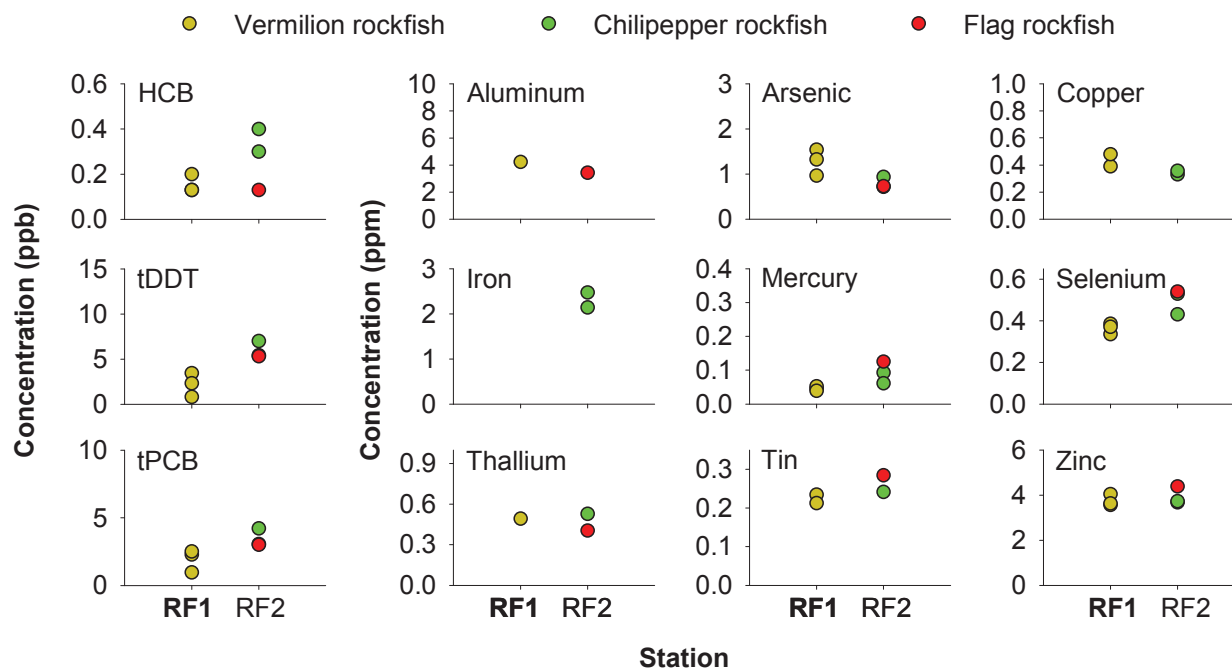 Vermilion rockfish Chilipepper rockfish Flag rockfish
Concentration (ppb)
HCB
0.6
0.4
0.2
0.0
tDDT
15
10
5
0
tPCB
10
5
0
RF1 RF2
Concentration (ppm)
Aluminum
10
8
6
4
2
0
Arsenic
3
2
1
0
Copper
1.0
0.8
0.6
0.4
0.2
0.0
Iron
3
2
1
0
Mercury
0.4
0.3
0.2
0.1
0.0
Selenium
0.6
0.4
0.2
0.0
Thallium
0.9
0.6
0.3
0.0
RF1 RF2
Tin
0.3
0.2
0.1
0.0
RF1 RF2
Zinc
6
4
2
0
RF1 RF2
Station